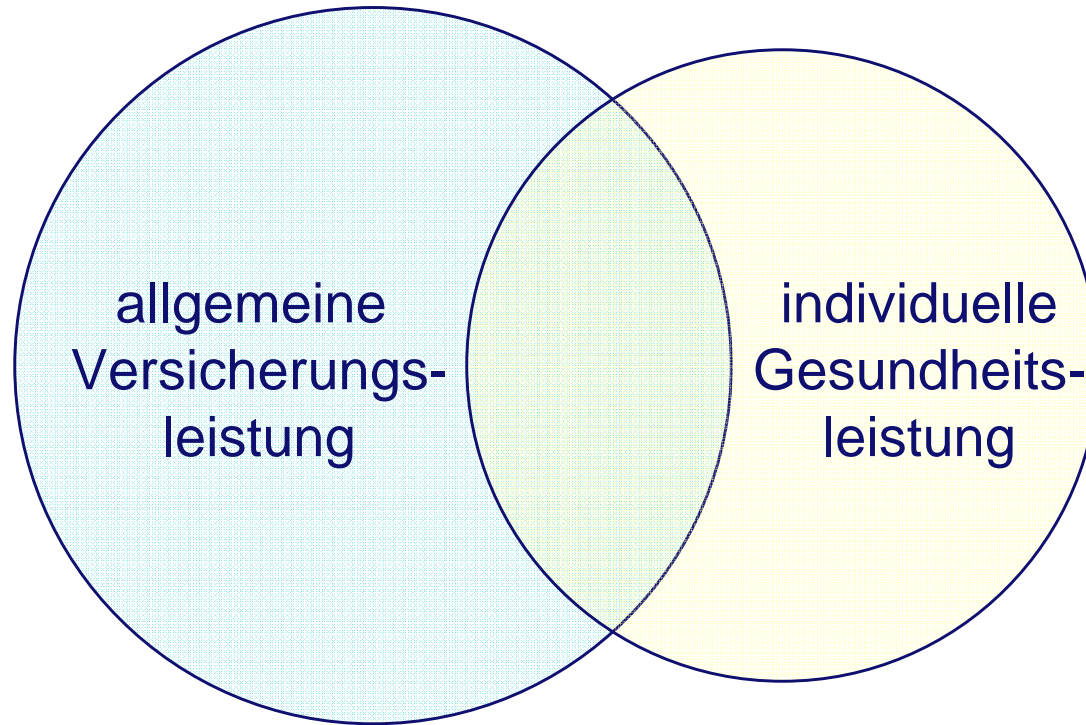 allgemeine
Versicherungs-
leistung
individuelle
Gesundheits-
leistung